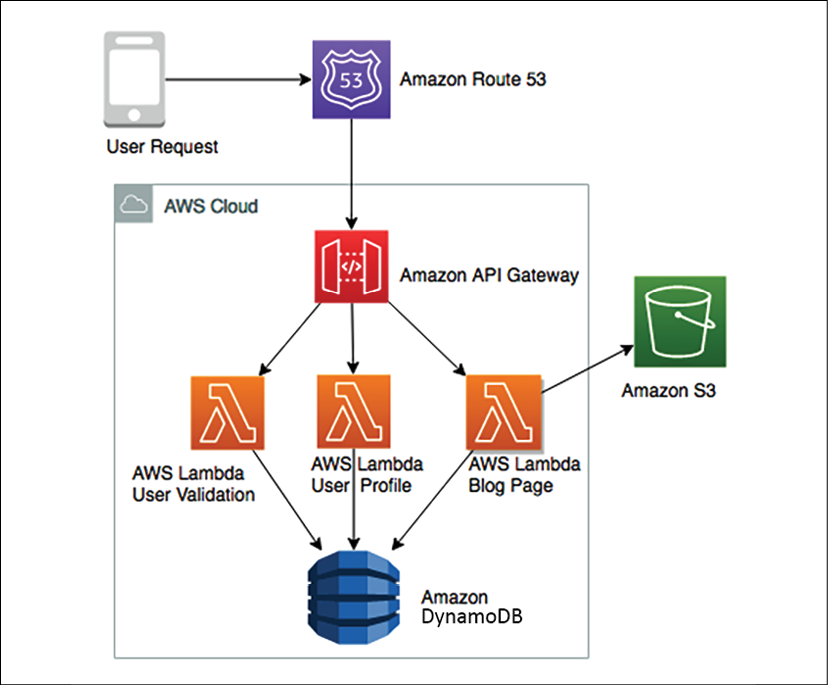 53
Amazon Route 53
User Request
AWS Cloud
</>
Amazon API Gateway
Amazon S3
AWS Lambda
User Validation
AWS Lambda
User Profile
AWS Lambda
Blog Page
Amazon
DynamoDB